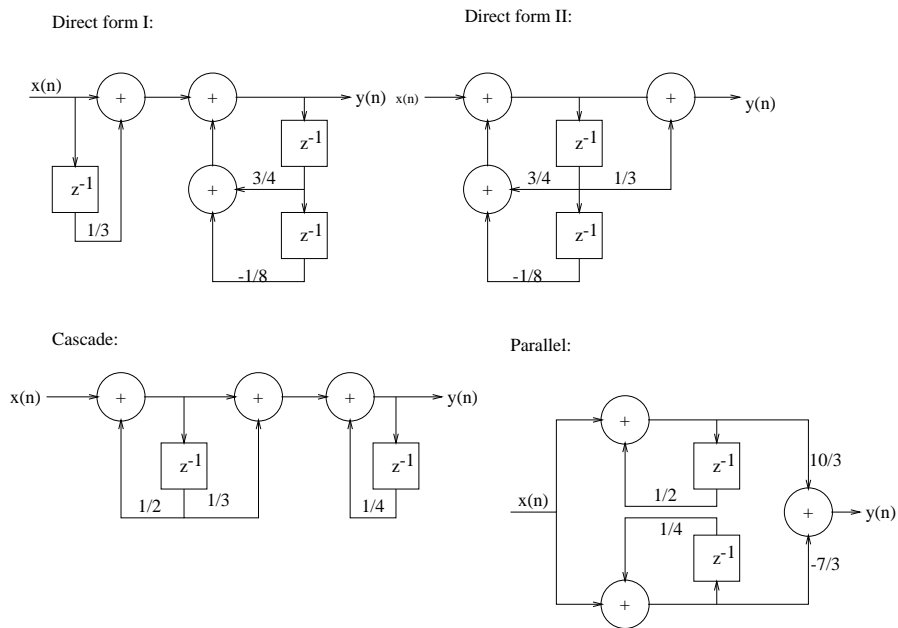 Direct form I:
x(n)
+
+
y(n)
z-1
z-1
+
3/4
1/3
z-1
-1/8
Direct form II:
x(n)
+
+
y(n)
z-1
+
3/4
1/3
z-1
-1/8
Cascade:
x(n)
+
+
+
y(n)
z-1
z-1
1/2
1/3
1/4
Parallel:
+
z-1
10/3
1/2
x(n)
+
y(n)
1/4
z-1
-7/3
+